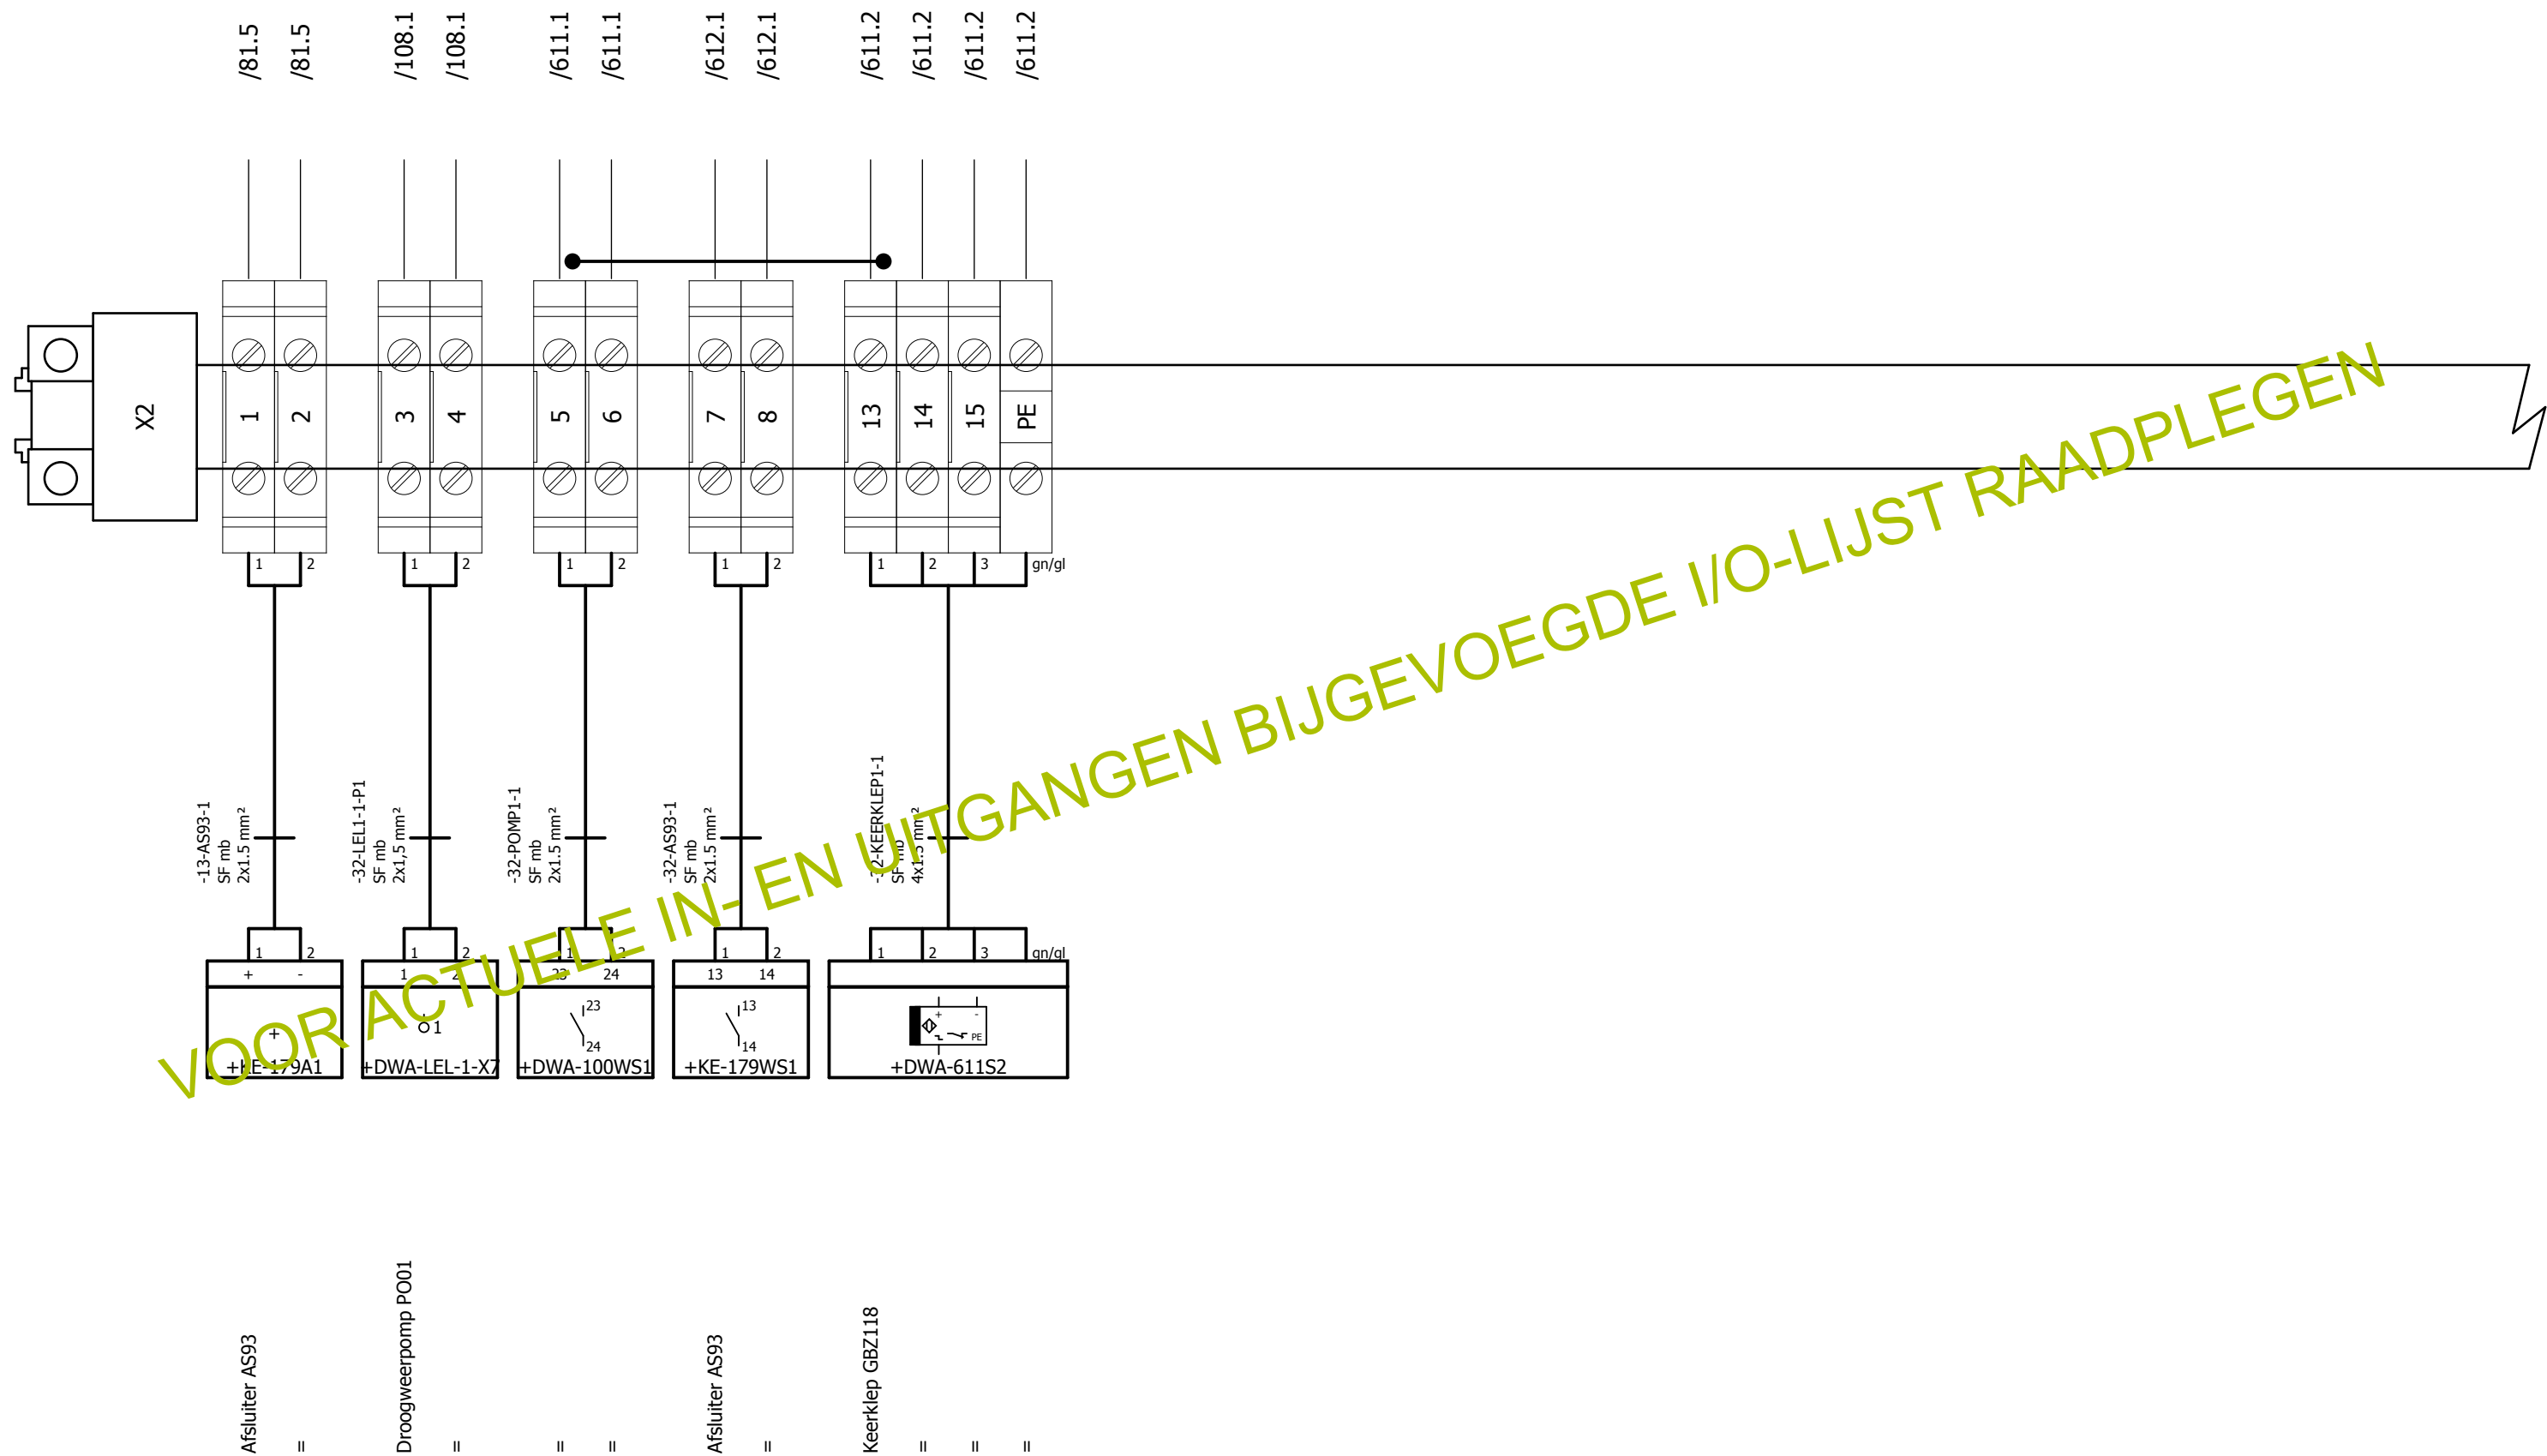 /81.5
/81.5
/108.1
/108.1
/611.1
/611.1
/612.1
/612.1
/611.2
/611.2
/611.2
/611.2
X2
1
2
3
4
5
6
7
8
13
14
15
PE
1 2
1 2
1 2
1 2
1 2 3 gn/gl
-13-AS93-1
SF mb
2x1.5 mm²
-32-LEL1-1-P1
SF mb
2x1,5 mm²
-32-POMP1-1
SF mb
2x1.5 mm²
-32-AS93-1
SF mb
2x1.5 mm²
-32-KEERKLEP1-1
SF mb
4x1.5 mm²
1 2
1 2
1 2
1 2
1 2 3 gn/gl
+ -
1 2
23 24
13 14
+
1
23
24
13
14
+ -
PE
+KE-179A1
+DWA-LEL-1-X7
+DWA-100WS1
+KE-179WS1
+DWA-611S2
VOOR ACTUELE IN- EN UITGANGEN BIJGEVOEGDE I/O-LIJST RAADPLEGEN
Afsluiter AS93
=
Droogweerpomp PO01
=
=
=
Afsluiter AS93
=
Keerklep GBZ118
=
=
=